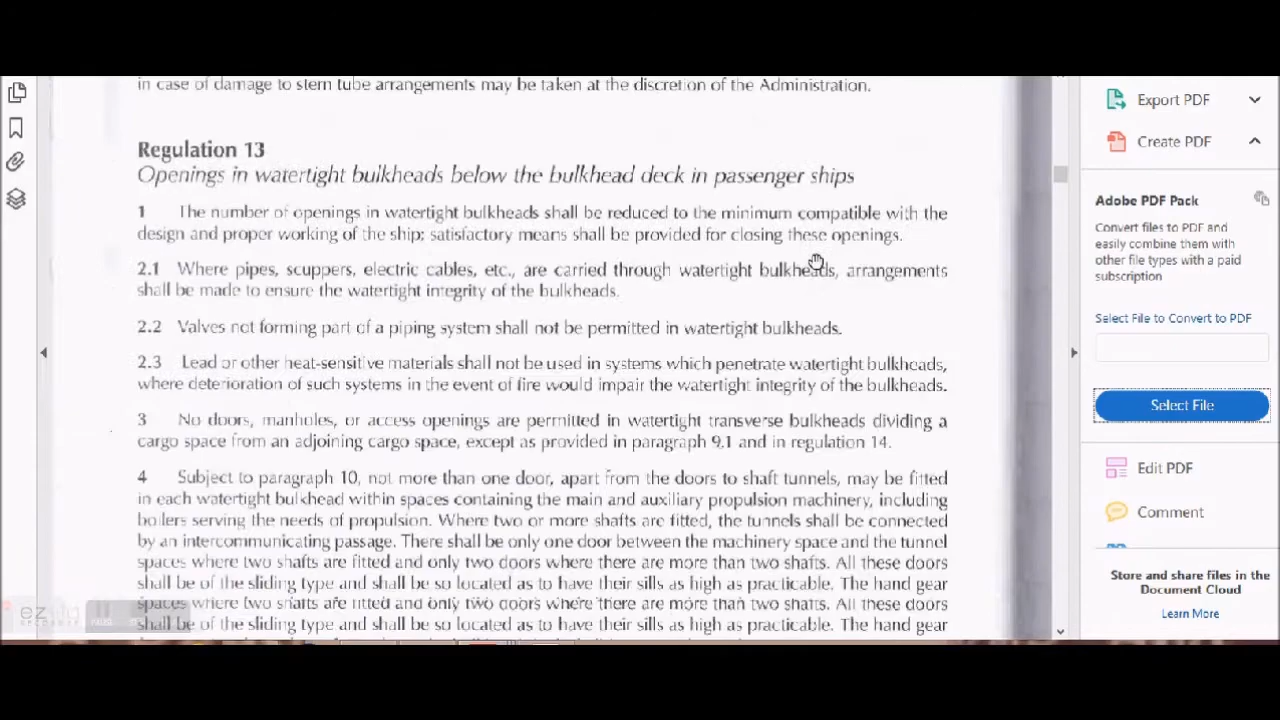 in case of damage to stern tube arrangements may be taken at the discretion of the Administration.
Regulation 13
Openings in watertight bulkheads below the bulkhead deck in passenger ships
1 The number of openings in watertight bulkheads shall be reduced to the minimum compatible with the
design and proper working of the ship; satisfactory means shall be provided for closing these openings.
2.1 Where pipes, scuppers, electric cables, etc., are carried through watertight bulkheads, arrangements
shall be made to ensure the watertight integrity of the bulkheads.
2.2 Valves not forming part of a piping system shall not be permitted in watertight bulkheads.
2.3 Lead or other heat-sensitive materials shall not be used in systems which penetrate watertight bulkheads,
where deterioration of such systems in the event of fire would impair the watertight integrity of the bulkheads.
3 No doors, manholes, or access openings are permitted in watertight transverse bulkheads dividing a
cargo space from an adjoining cargo space, except as provided in paragraph 9.1 and in regulation 14.
4 Subject to paragraph 10, not more than one door, apart from the doors to shaft tunnels, may be fitted
in each watertight bulkhead within spaces containing the main and auxiliary propulsion machinery, including
boilers serving the needs of propulsion. Where two or more shafts are fitted, the tunnels shall be connected
by an intercommunicating passage. There shall be only one door between the machinery space and the tunnel
spaces where two shafts are fitted and only two doors where there are more than two shafts. All these doors
shall be of the sliding type and shall be so located as to have their sills as high as practicable. The hand gear
spaces where two shafts are fitted and only two doors where there are more than two shafts. All these doors
shall be of the sliding type and shall be so located as to have their sills as high as practicable. The hand gear
Export PDF
Create PDF
Adobe PDF Pack
Convert files to PDF and
easily combine them with
other file types with a paid
subscription
Select File to Convert to PDF
Select File
Edit PDF
Comment
Store and share files in the
Document Cloud
Learn More